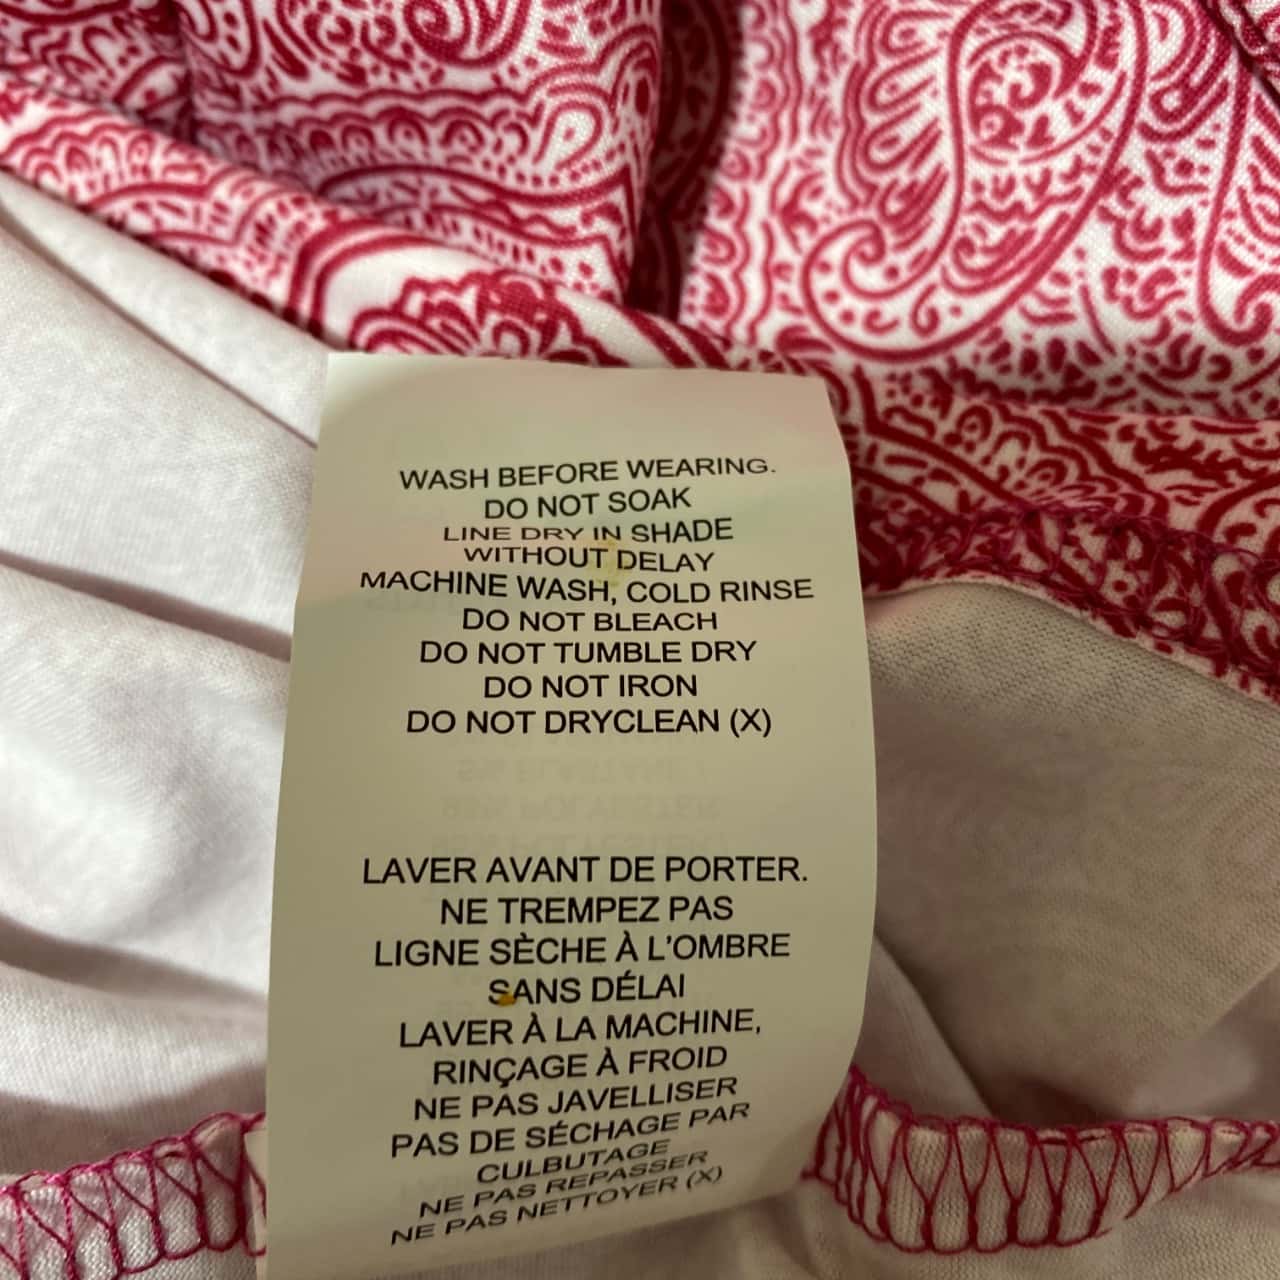 WASH BEFORE WEARING.
DO NOT SOAK
LINE DRY IN SHADE
WITHOUT DELAY
MACHINE WASH, COLD RINSE
DO NOT BLEACH
DO NOT TUMBLE DRY
DO NOT IRON
DO NOT DRYCLEAN (X)
LAVER AVANT DE PORTER.
NE TREMPEZ PAS
LIGNE SÈCHE À L'OMBRE
SANS DÉLAI
LAVER À LA MACHINE,
RINÇAGE À FROID
NE PAS JAVELLISER
PAS DE SÉCHAGE PAR
CULBUTAGE
NE PAS REPASSER
NE PAS NETTOYER (X)